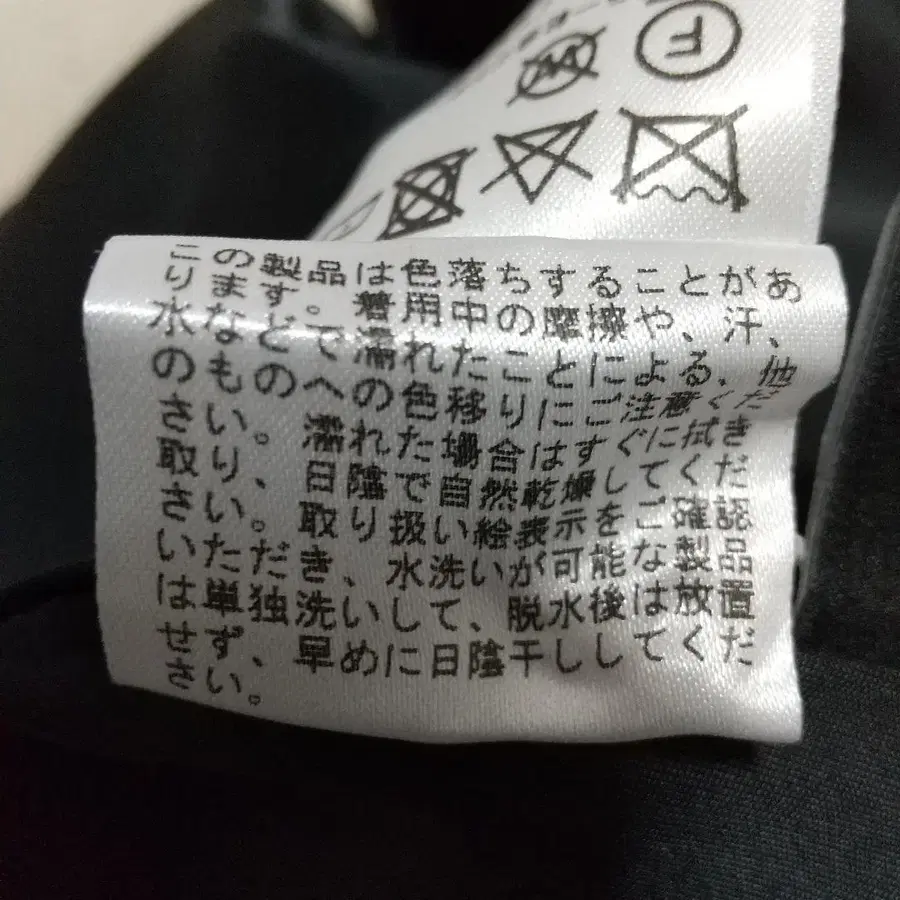 この製品は色落ちすることがあ
ります。着用中の摩擦や、汗、
水などで濡れたことによる、他
のものへの色移りにご注意くだ
さい。濡れた場合はすぐに拭き
取り、日陰で自然乾燥してくだ
さい。取り扱い絵表示をご確認
いただき、水洗いが可能な製品
は単独洗いして、脱水後は放置
せず、早めに日陰干ししてくだ
さい。
F
W